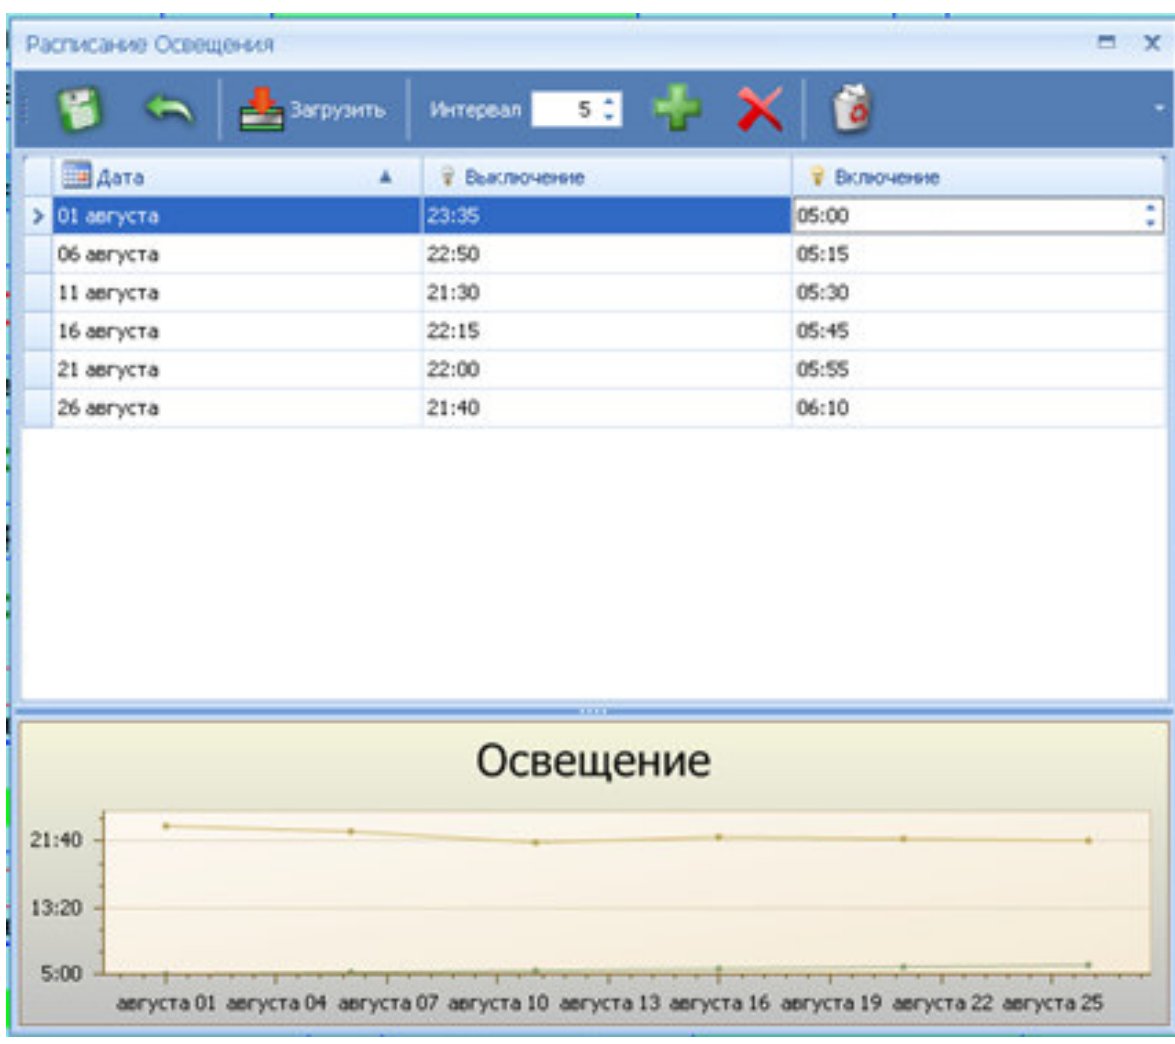 Расписание Освещения
Загрузить Интервал 5
Дата Выключение Включение
01 августа 23:35 05:00
06 августа 22:50 05:15
11 августа 21:30 05:30
16 августа 22:15 05:45
21 августа 22:00 05:55
26 августа 21:40 06:10
Освещение
21:40
13:20
5:00
августа 01 августа 04 августа 07 августа 10 августа 13 августа 16 августа 19 августа 22 августа 25